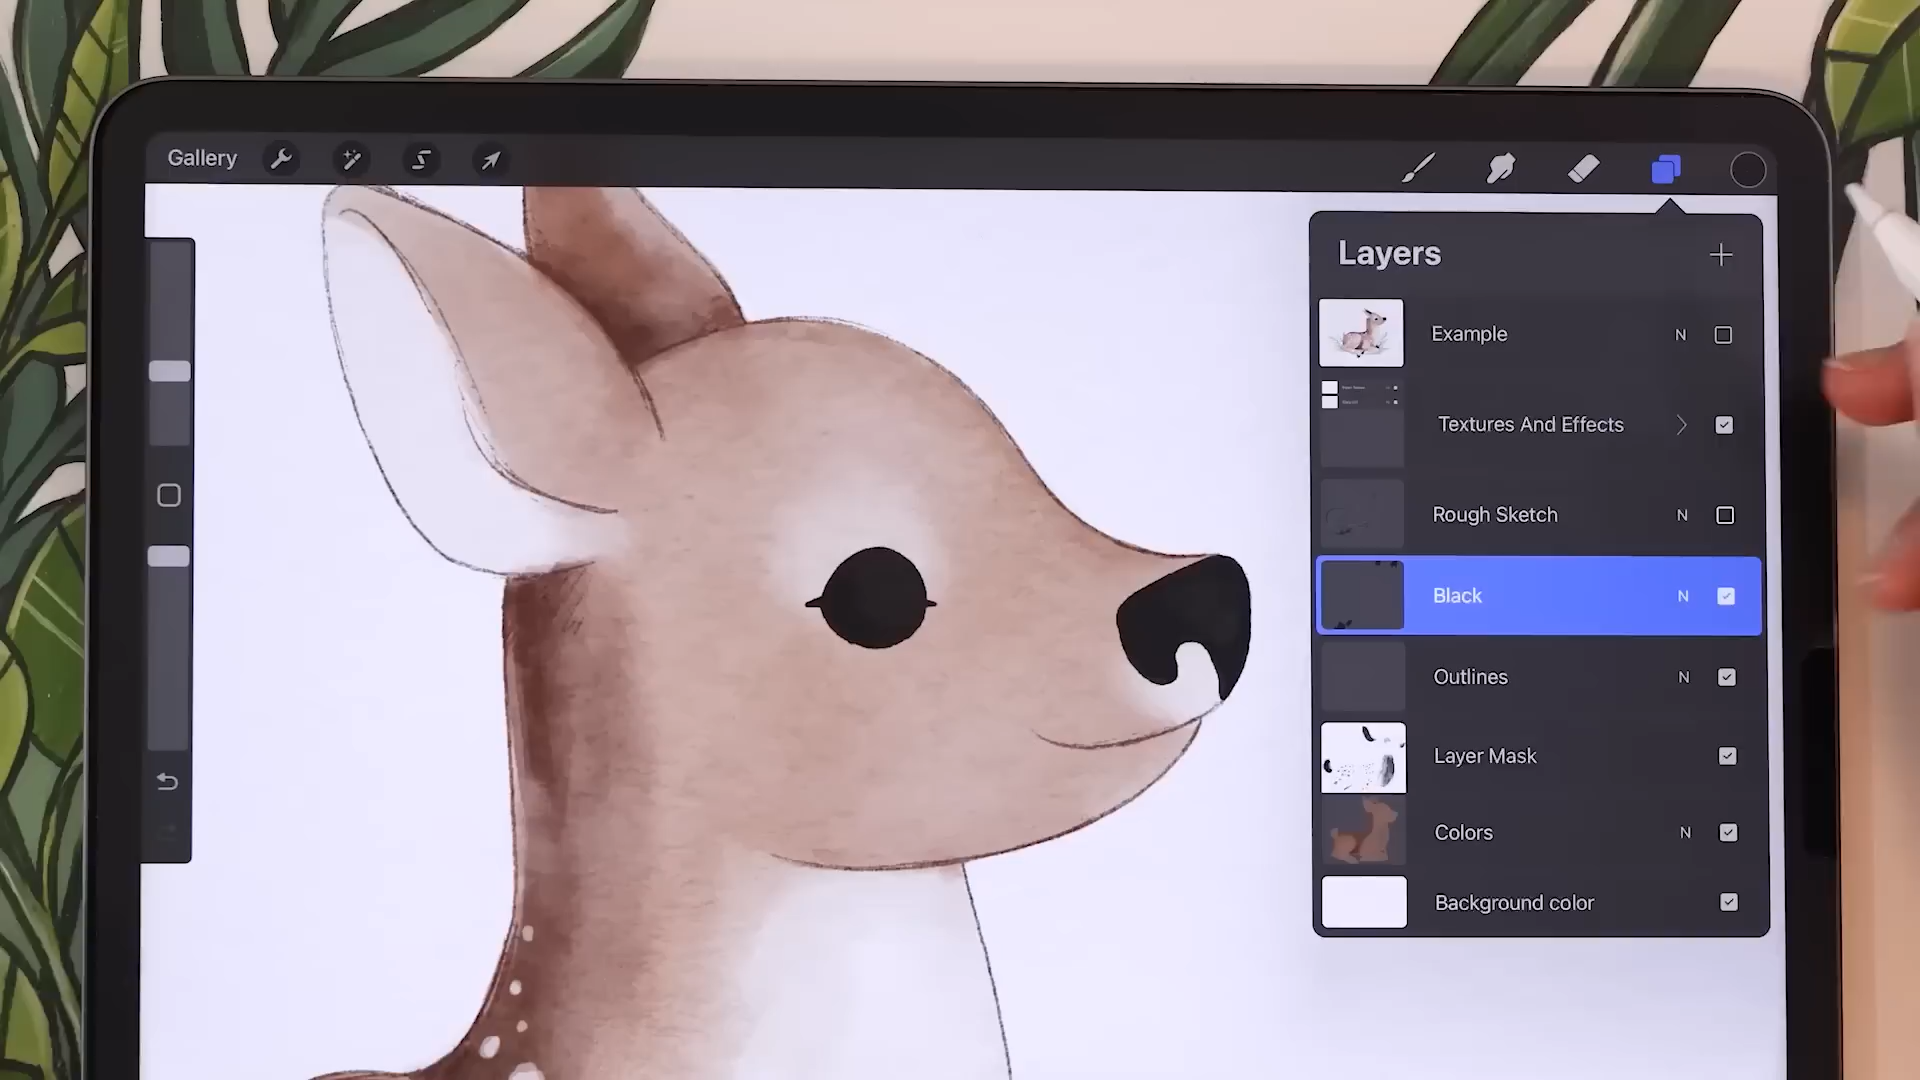 Gallery
Layers
Example N
Textures And Effects
Rough Sketch N
Black N
Outlines N
Layer Mask
Colors N
Background color